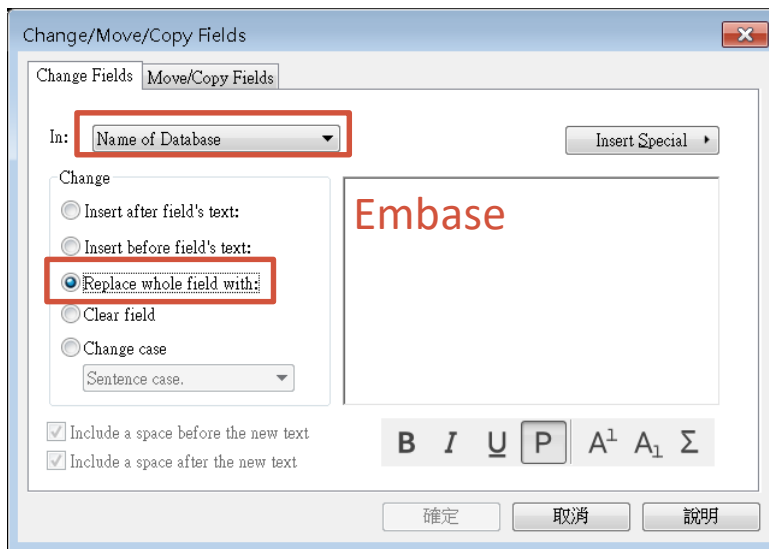 Change/Move/Copy Fields
Change Fields Move/Copy Fields
In: Name of Database Insert Special
Change
Insert after field's text:
Insert before field's text:
Replace whole field with:
Clear field
Change case
Sentence case.
Embase
Include a space before the new text
Include a space after the new text
B I U P A1 A1 Σ
確定 取消 說明